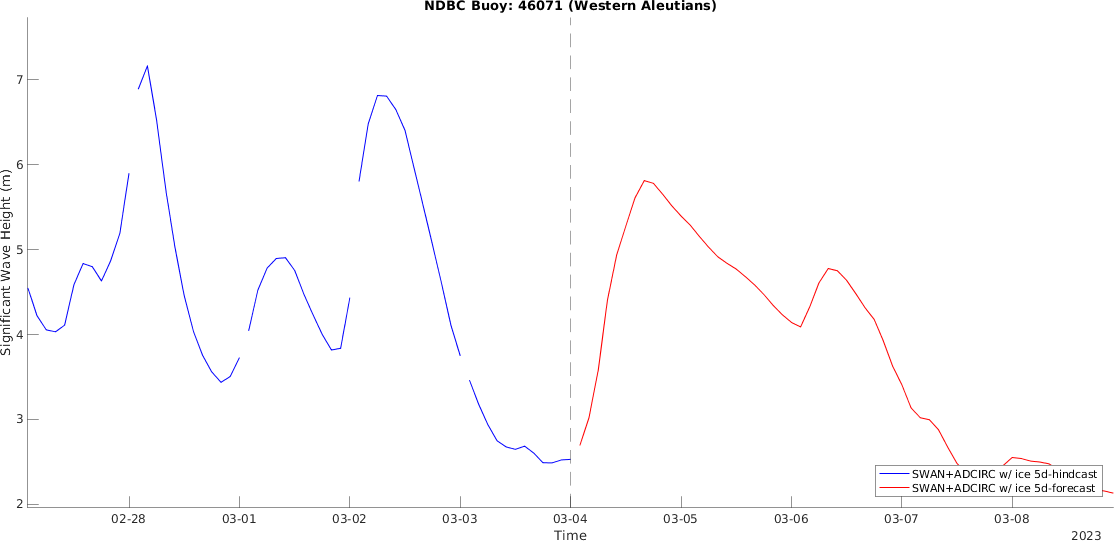 NDBC Buoy: 46071 (Western Aleutians)
Significant Wave Height (m)
7
6
5
4
3
2
SWAN+ADCIRC w/ ice 5d-hindcast
SWAN+ADCIRC w/ ice 5d-forecast
02-28 03-01 03-02 03-03 03-04 03-05 03-06 03-07 03-08
Time
2023